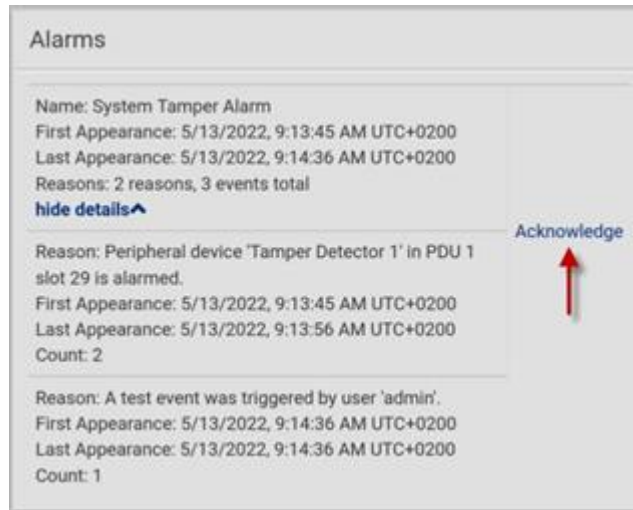 Alarms
Name: System Tamper Alarm
First Appearance: 5/13/2022, 9:13:45 AM UTC+0200
Last Appearance: 5/13/2022, 9:14:36 AM UTC+0200
Reasons: 2 reasons, 3 events total
hide details
Acknowledge
Reason: Peripheral device 'Tamper Detector 1' in PDU 1
slot 29 is alarmed.
First Appearance: 5/13/2022, 9:13:45 AM UTC+0200
Last Appearance: 5/13/2022, 9:13:56 AM UTC+0200
Count: 2
Reason: A test event was triggered by user 'admin'.
First Appearance: 5/13/2022, 9:14:36 AM UTC+0200
Last Appearance: 5/13/2022, 9:14:36 AM UTC+0200
Count: 1